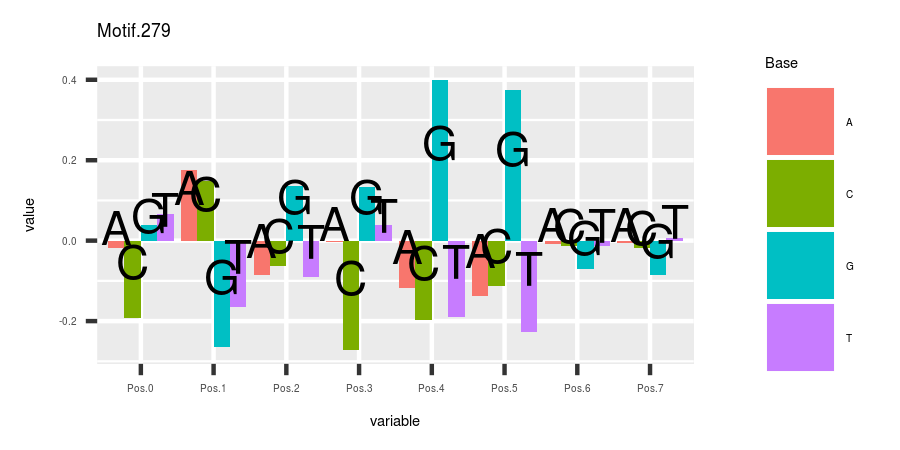 Motif.279
Base
0.4
0.2
0.0
-0.2
value
A C G T A C G T A C G T A C G T A C G T A C G T A C G T A C G T
Pos.0 Pos.1 Pos.2 Pos.3 Pos.4 Pos.5 Pos.6 Pos.7
variable
A
C
G
T